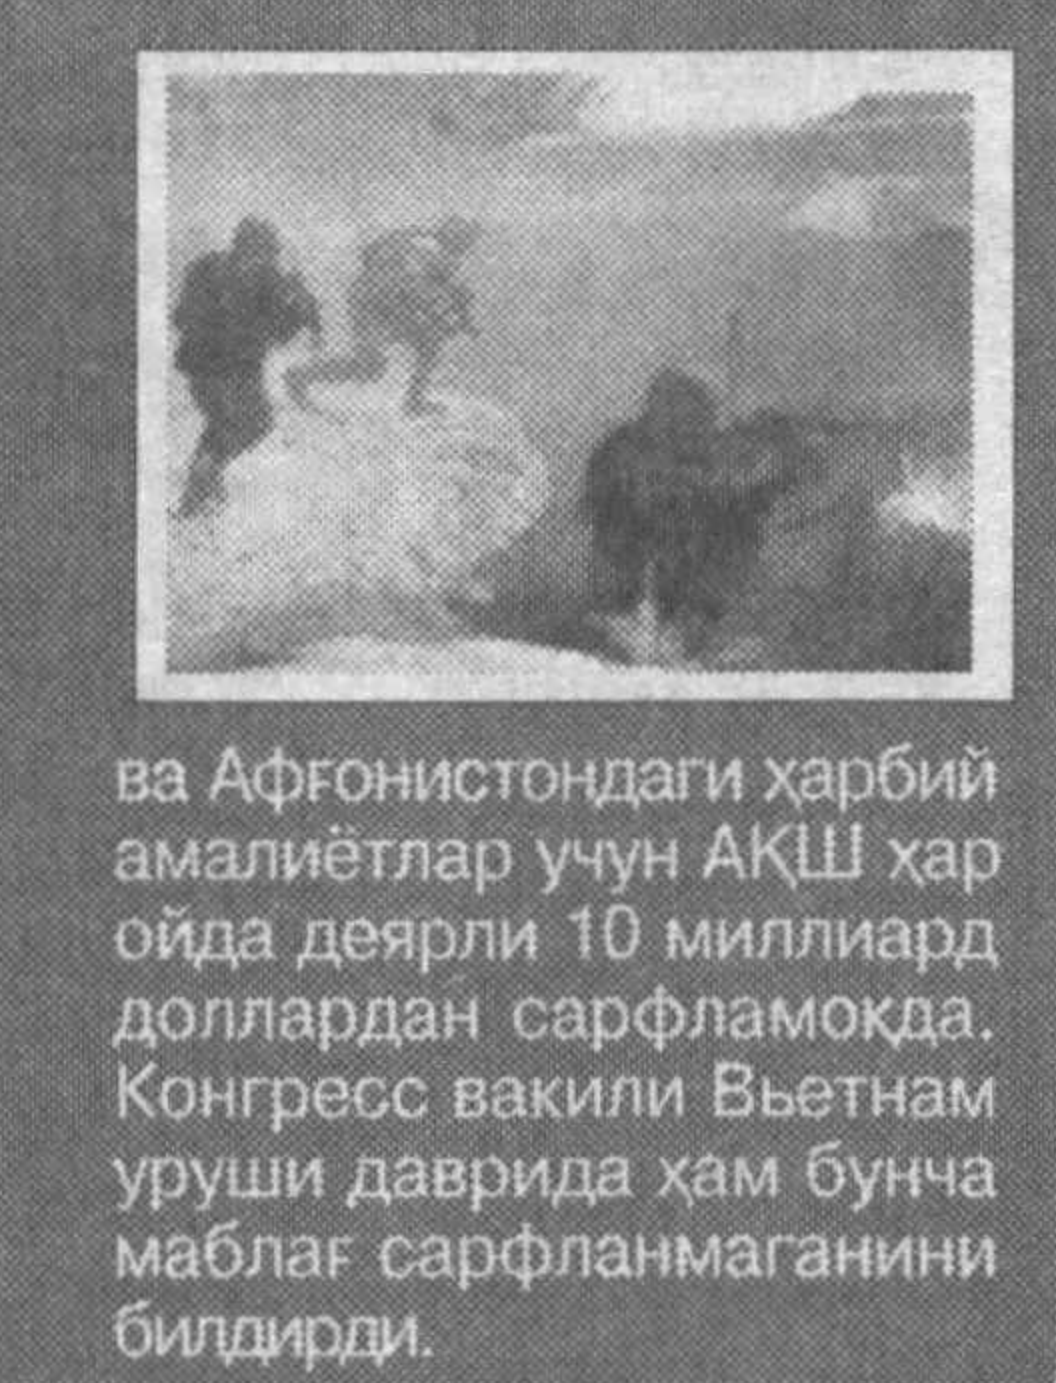 ва Афғонистондаги ҳарбий
амалиётлар учун АҚШ ҳар
ойда деярли 10 миллиард
доллардан сарфламоқда.
Конгресс вакили Вьетнам
уруши даврида ҳам бунча
маблағ сарфланмаганини
билдирди.